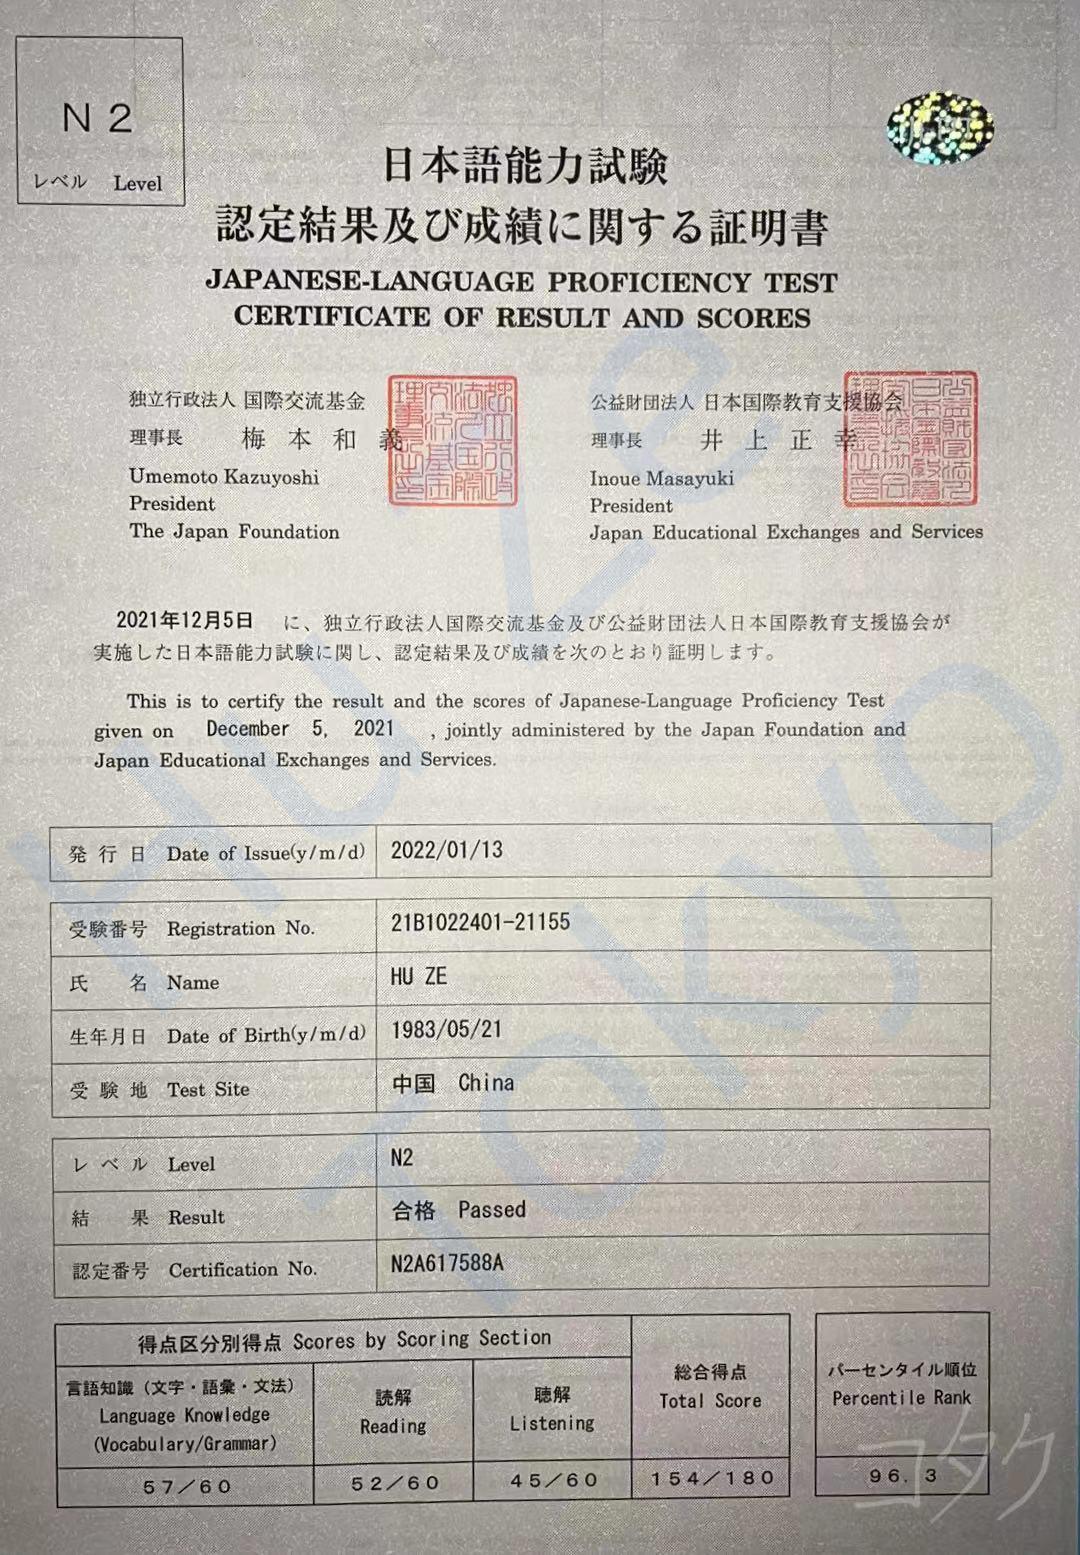 N2
レベル Level
日本語能力試験
認定結果及び成績に関する証明書
JAPANESE-LANGUAGE PROFICIENCY TEST
CERTIFICATE OF RESULT AND SCORES
独立行政法人 国際交流基金
理事長 梅本和義
Umemoto Kazuyoshi
President
The Japan Foundation
公益財団法人 日本国際教育支援協会
理事長 井上正幸
Inoue Masayuki
President
Japan Educational Exchanges and Services
2021年12月5日 に、独立行政法人国際交流基金及び公益財団法人日本国際教育支援協会が
実施した日本語能力試験に関し、認定結果及び成績を次のとおり証明します。
This is to certify the result and the scores of Japanese-Language Proficiency Test
given on December 5, 2021 , jointly administered by the Japan Foundation and
Japan Educational Exchanges and Services.
発行日 Date of Issue(y/m/d) 2022/01/13
受験番号 Registration No. 21B1022401-21155
氏名 Name HU ZE
生年月日 Date of Birth(y/m/d) 1983/05/21
受験地 Test Site 中国 China
レベル Level N2
結果 Result 合格 Passed
認定番号 Certification No. N2A617588A
得点区分別得点 Scores by Scoring Section
言語知識（文字・語彙・文法）
Language Knowledge
(Vocabulary/Grammar)
読解
Reading
聴解
Listening
総合得点
Total Score
パーセンタイル順位
Percentile Rank
57/60 52/60 45/60 154/180 96.3
Hu Ze
Tokyo
コタク